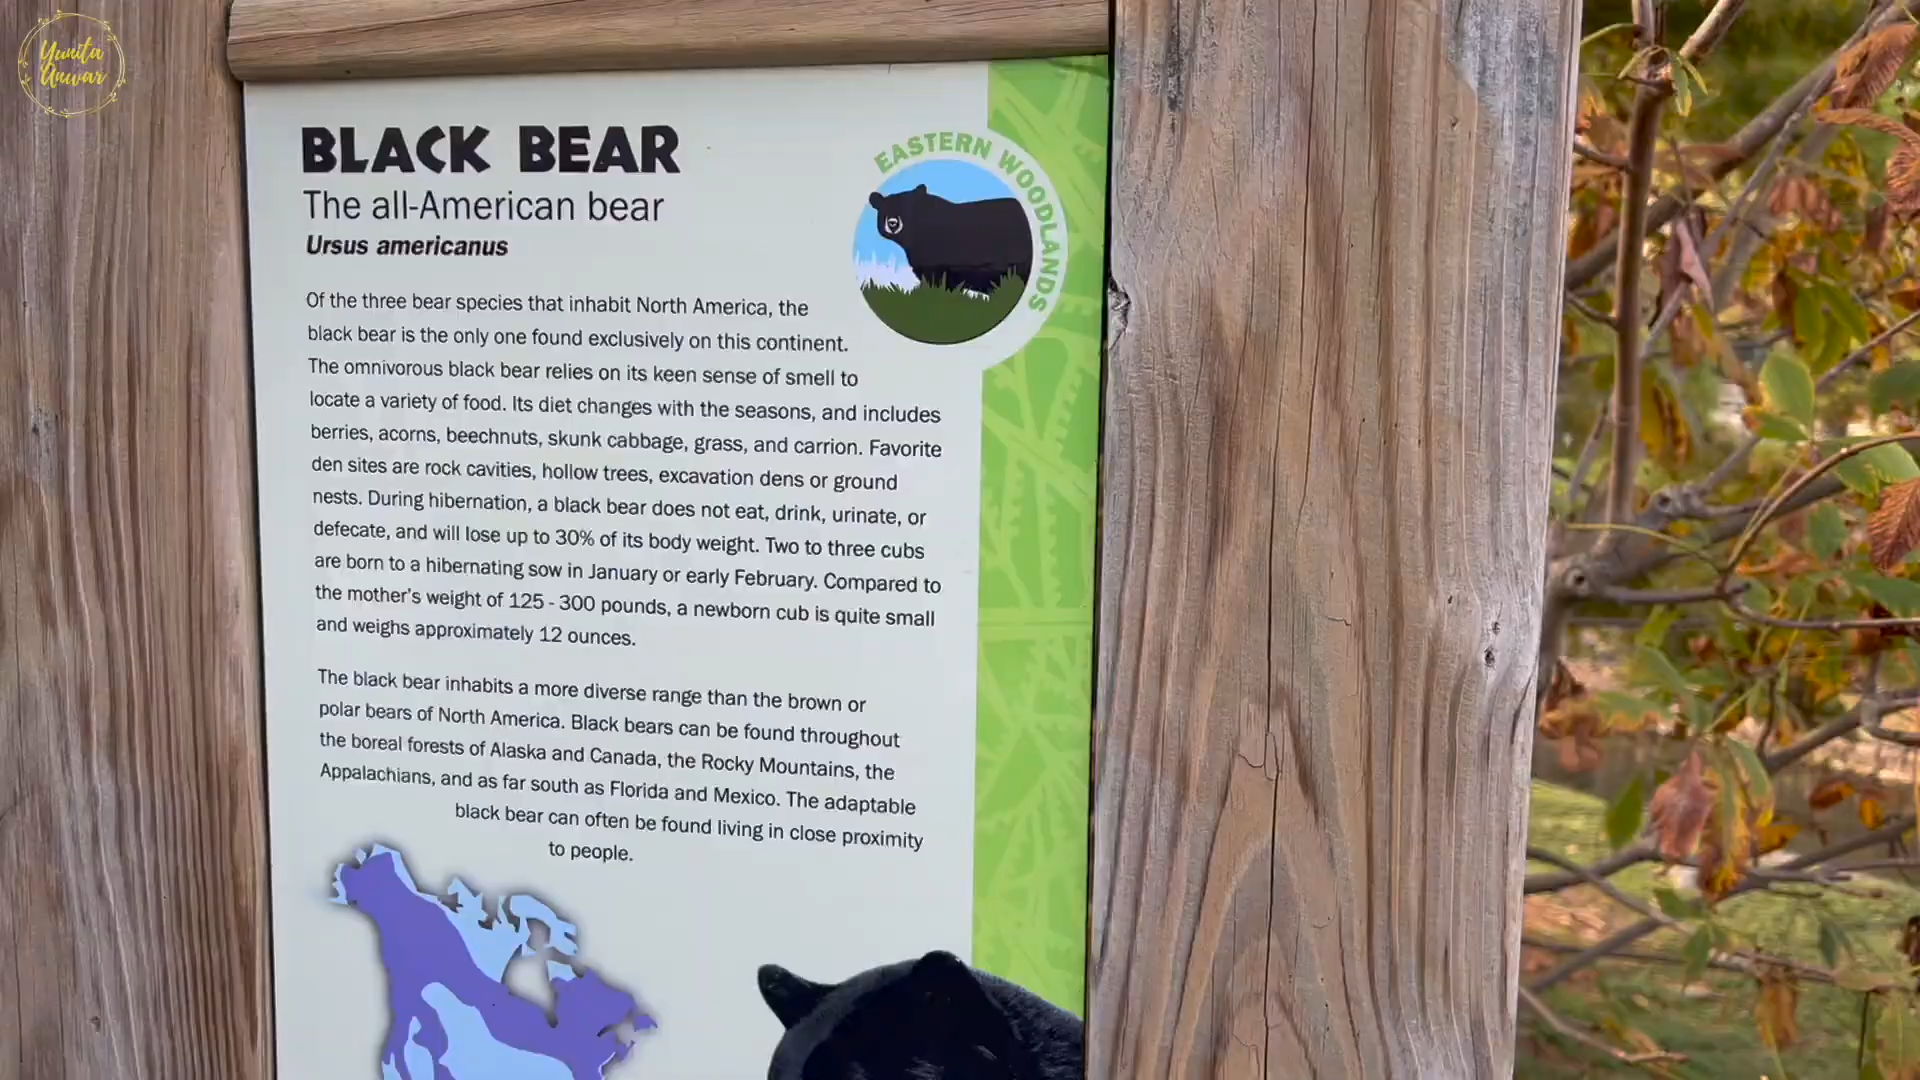 Yunita
Anwar
BLACK BEAR
The all-American bear
Ursus americanus
EASTERN WOODLANDS
Of the three bear species that inhabit North America, the
black bear is the only one found exclusively on this continent.
The omnivorous black bear relies on its keen sense of smell to
locate a variety of food. Its diet changes with the seasons, and includes
berries, acorns, beechnuts, skunk cabbage, grass, and carrion. Favorite
den sites are rock cavities, hollow trees, excavation dens or ground
nests. During hibernation, a black bear does not eat, drink, urinate, or
defecate, and will lose up to 30% of its body weight. Two to three cubs
are born to a hibernating sow in January or early February. Compared to
the mother's weight of 125 - 300 pounds, a newborn cub is quite small
and weighs approximately 12 ounces.
The black bear inhabits a more diverse range than the brown or
polar bears of North America. Black bears can be found throughout
the boreal forests of Alaska and Canada, the Rocky Mountains, the
Appalachians, and as far south as Florida and Mexico. The adaptable
black bear can often be found living in close proximity
to people.